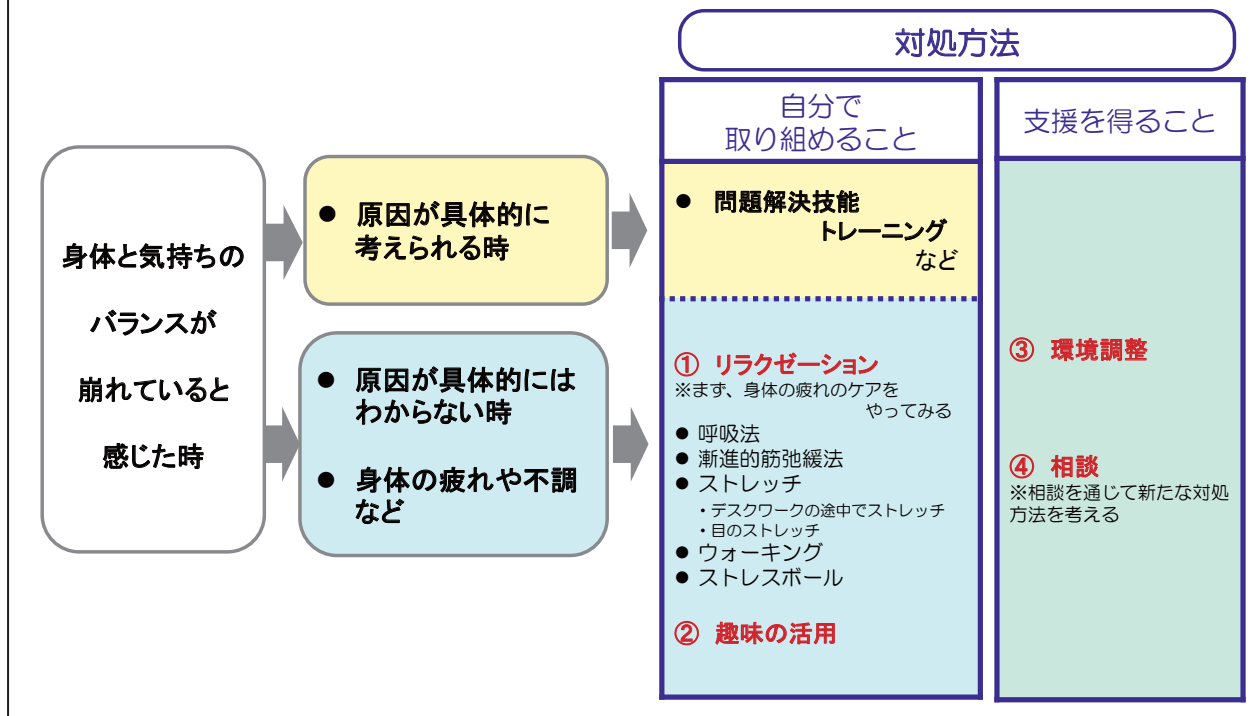 対処方法
自分で
取り組めること
支援を得ること
身体と気持ちの
バランスが
崩れていると
感じた時
● 原因が具体的に
考えられる時
● 原因が具体的には
わからない時
● 身体の疲れや不調
など
● 問題解決技能
トレーニング
など
① リラクゼーション
※まず、身体の疲れのケアを
やってみる
● 呼吸法
● 漸進的筋弛緩法
● ストレッチ
・デスクワークの途中でストレッチ
・目のストレッチ
● ウォーキング
● ストレスボール
② 趣味の活用
③ 環境調整
④ 相談
※相談を通じて新たな対処
方法を考える